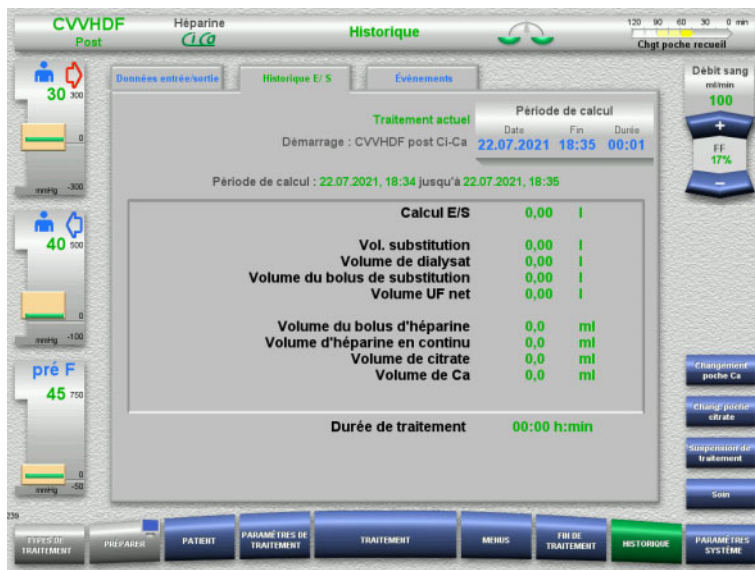 CVVHDF
Post
Héparine
Ci Ca
Historique
120 90 60 30 0 min
Chgt poche recueil
30 300
0
mmHg -300
40 500
0
mmHg -100
pré F
45 750
0
mmHg -50
239
Données entrée/sortie
Historique E/ S
Évènements
Traitement actuel
Démarrage : CVVHDF post Ci-Ca
Période de calcul
Date Fin Durée
22.07.2021 18:35 00:01
Période de calcul : 22.07.2021, 18:34 jusqu'à 22.07.2021, 18:35
Calcul E/S 0,00 l
Vol. substitution 0,00 l
Volume de dialysat 0,00 l
Volume du bolus de substitution 0,00 l
Volume UF net 0,00 l
Volume du bolus d'héparine 0,0 ml
Volume d'héparine en continu 0,0 ml
Volume de citrate 0,0 ml
Volume de Ca 0,0 ml
Durée de traitement 00:00 h:min
Débit sang
ml/min
100
+
FF
17%
–
Changement
poche Ca
Chang. poche
citrate
Suspension de
traitement
Soin
TYPES DE
TRAITEMENT
PRÉPARER
PATIENT
PARAMÈTRES DE
TRAITEMENT
TRAITEMENT
MENUS
FIN DE
TRAITEMENT
HISTORIQUE
PARAMÈTRES
SYSTÈME